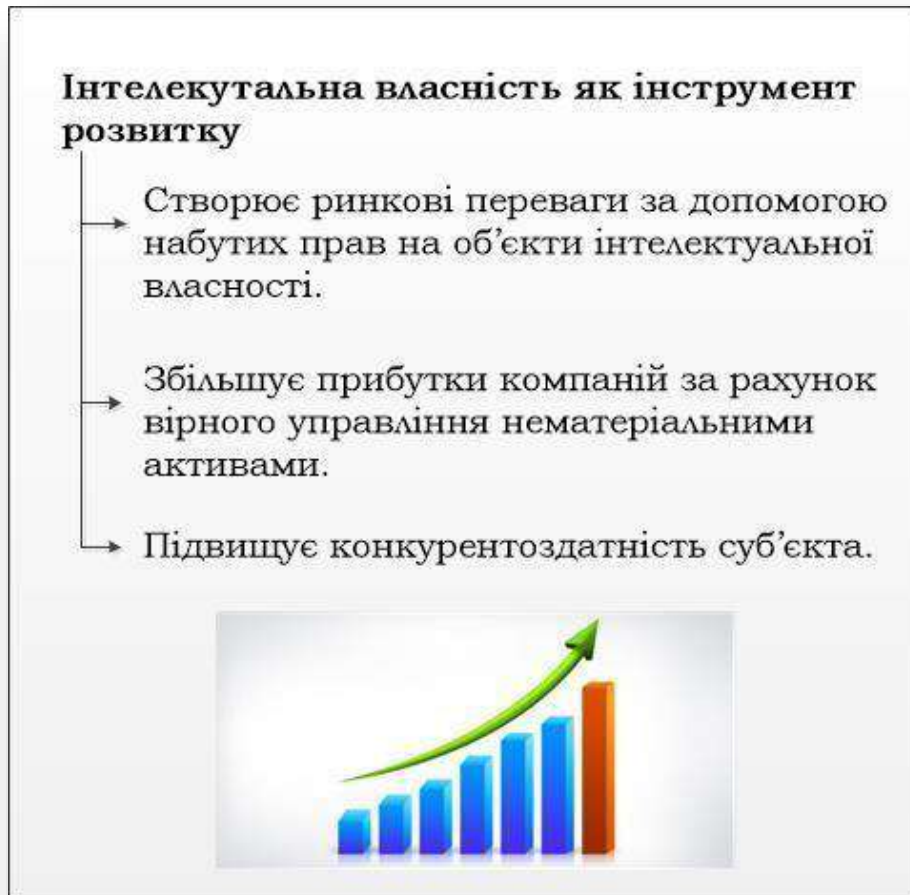 Інтелекутальна власність як інструмент
розвитку
Створює ринкові переваги за допомогою
набутих прав на об’єкти інтелектуальної
власності.
Збільшує прибутки компаній за рахунок
вірного управління нематеріальними
активами.
Підвищує конкурентоздатність суб’єкта.